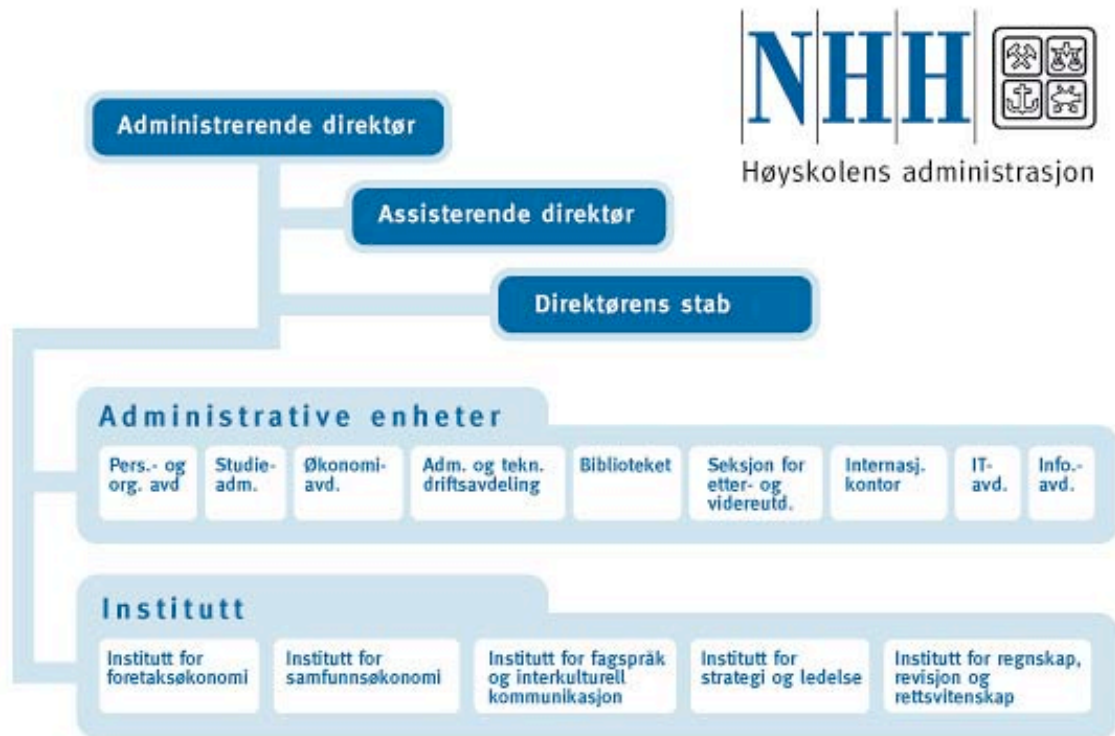 NHH
Høyskolens administrasjon
Administrerende direktør
Assisterende direktør
Direktørens stab
Administrative enheter
Pers.- og
org. avd
Studie-
adm.
Økonomi-
avd.
Adm. og tekn.
driftsavdeling
Biblioteket
Seksjon for
etter- og
videreutd.
Internasj.
kontor
IT-
avd.
Info.-
avd.
Institutt
Institutt for
foretaksøkonomi
Institutt for
samfunnsøkonomi
Institutt for fagspråk
og interkulturell
kommunikasjon
Institutt for
strategi og ledelse
Institutt for regnskap,
revisjon og
rettsvitenskap